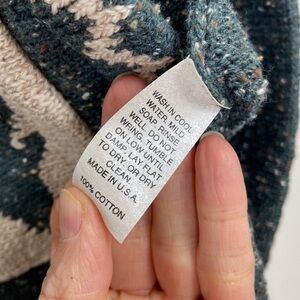 WASH IN COOL
WATER. MILD
SOAP. RINSE
WELL. DO NOT
WRING. TUMBLE
ON LOW UNTIL
DAMP. LAY FLAT
TO DRY. OR DRY
CLEAN.
MADE IN U.S.A.
100% COTTON